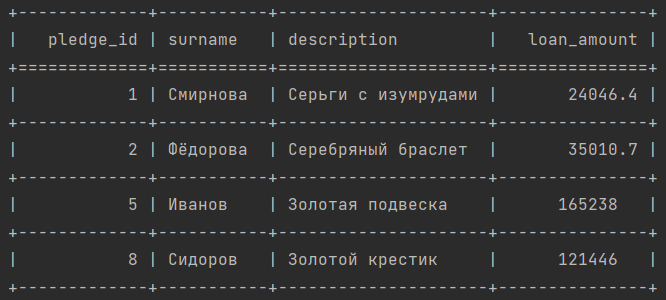 pledge_id | surname | description | loan_amount
1 | Смирнова | Серьги с изумрудами | 24046.4
2 | Фёдорова | Серебряный браслет | 35010.7
5 | Иванов | Золотая подвеска | 165238
8 | Сидоров | Золотой крестик | 121446